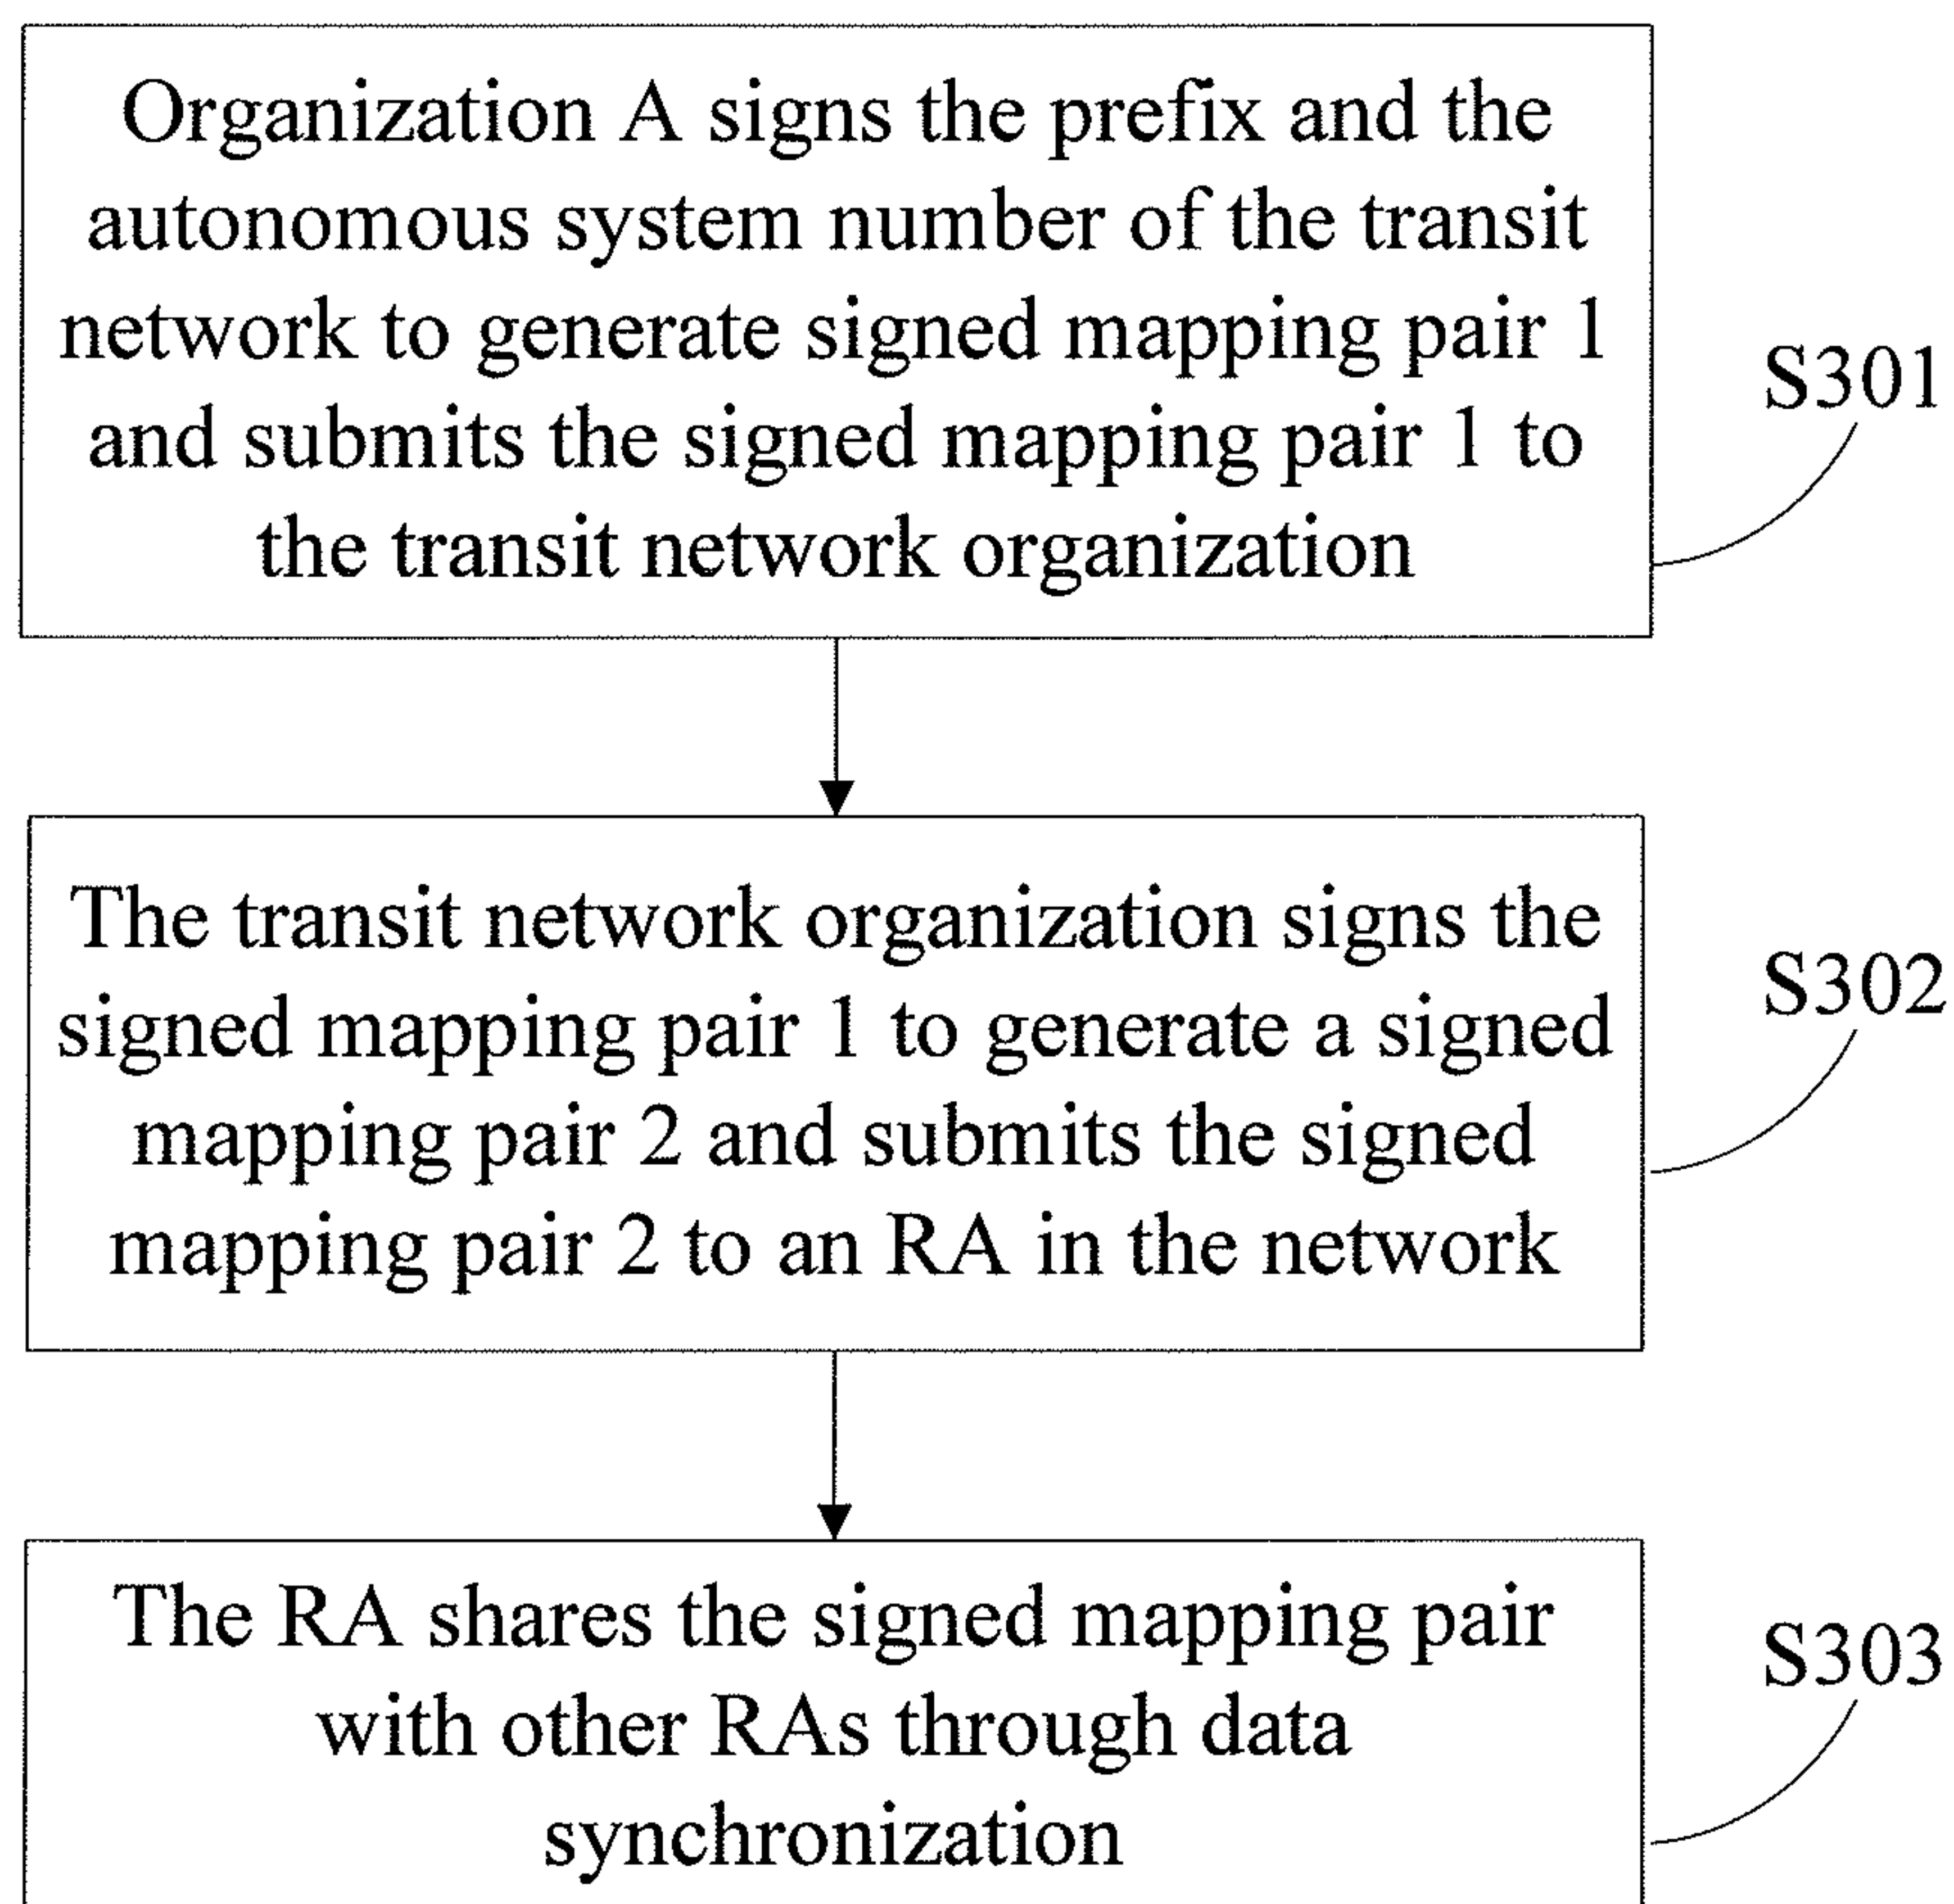 Organization A signs the prefix and the
autonomous system number of the transit
network to generate signed mapping pair 1
and submits the signed mapping pair 1 to
the transit network organization
S301
The transit network organization signs the
signed mapping pair 1 to generate a signed
mapping pair 2 and submits the signed
mapping pair 2 to an RA in the network
S302
The RA shares the signed mapping pair
with other RAs through data
synchronization
S303